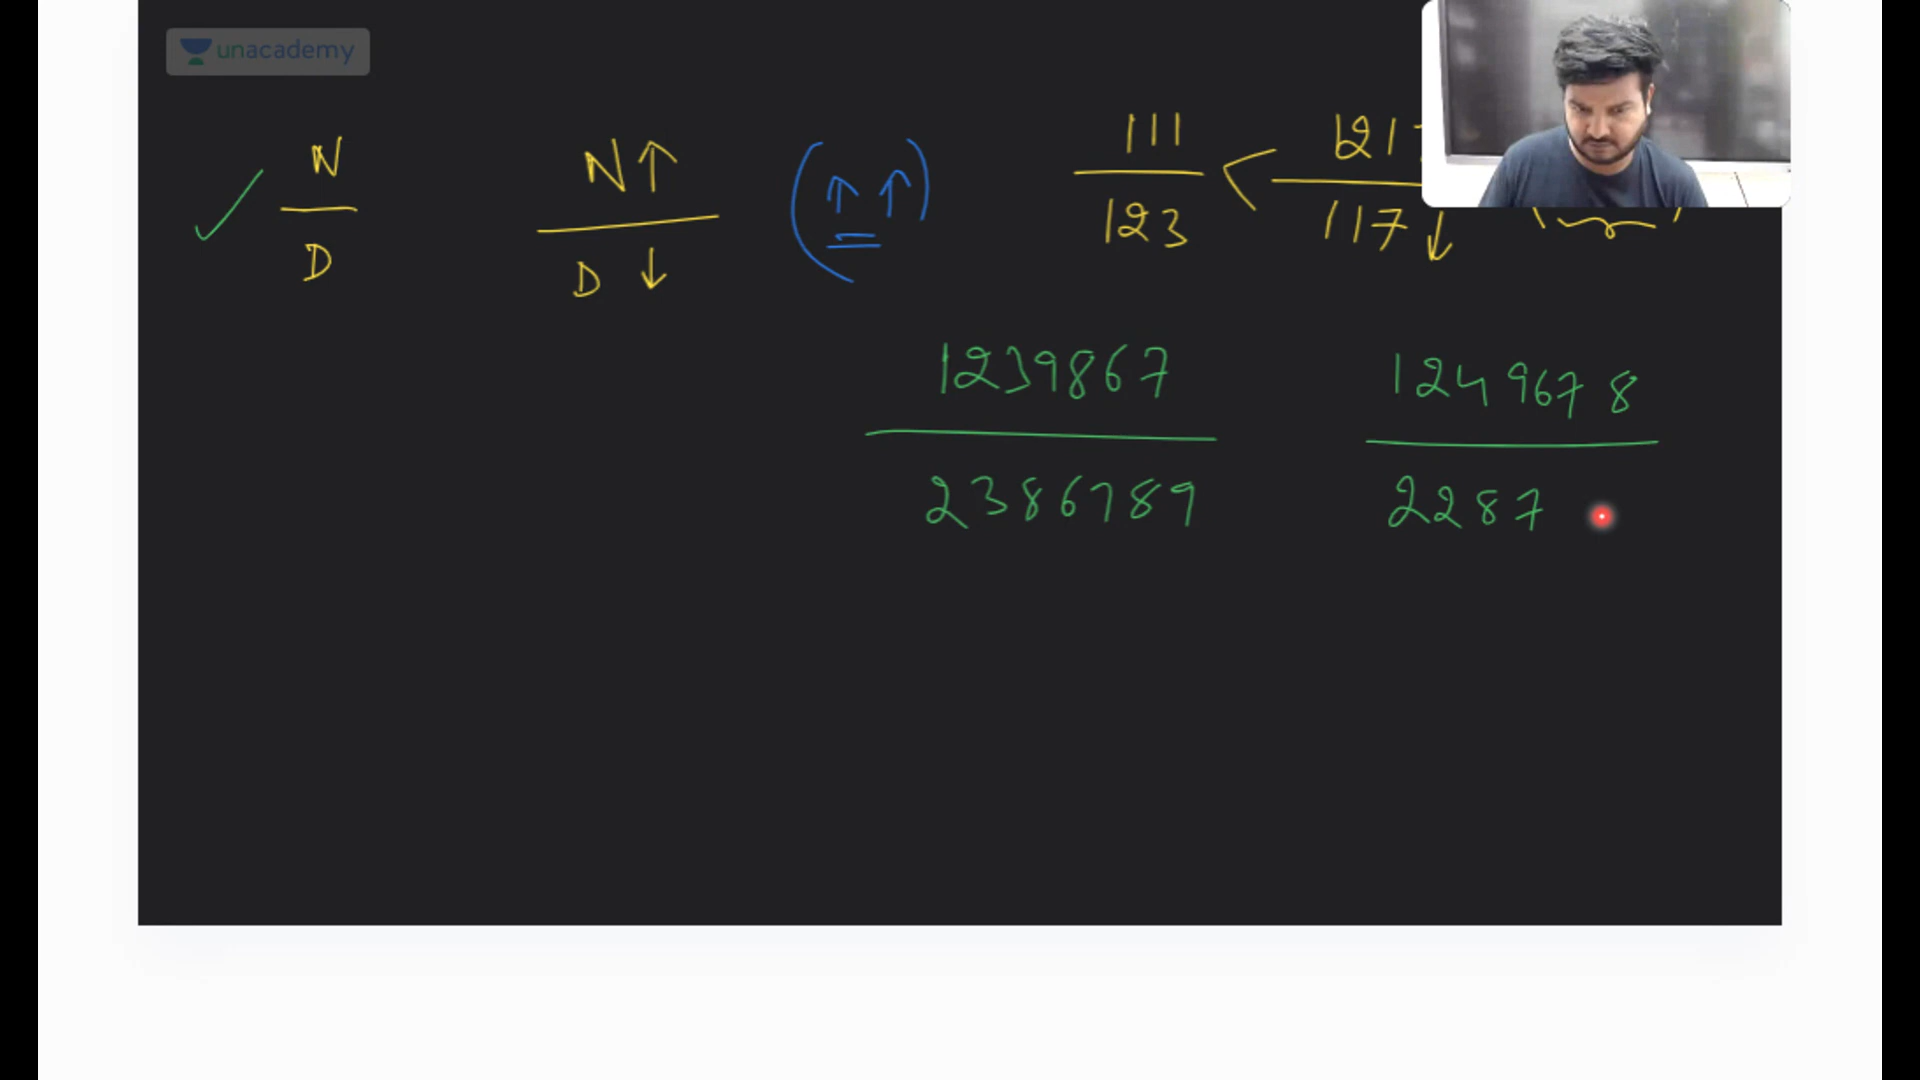 unacademy
N N↑ (↑ ↑) 111 < 121
D D ↓ 123 117 ↓
1239867 1249678
2386789 2287